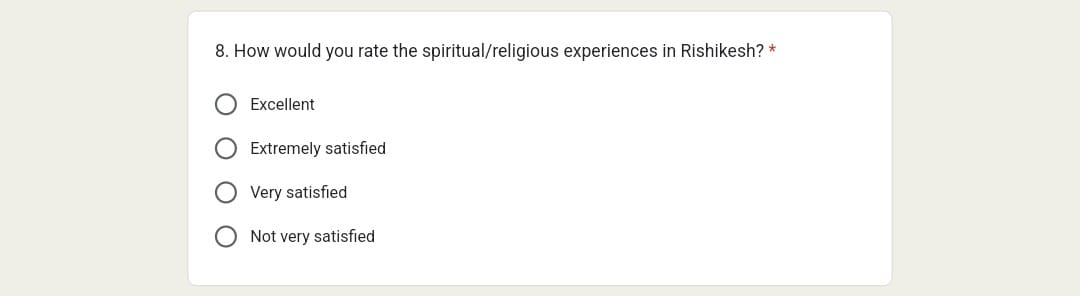 8. How would you rate the spiritual/religious experiences in Rishikesh? *
Excellent
Extremely satisfied
Very satisfied
Not very satisfied